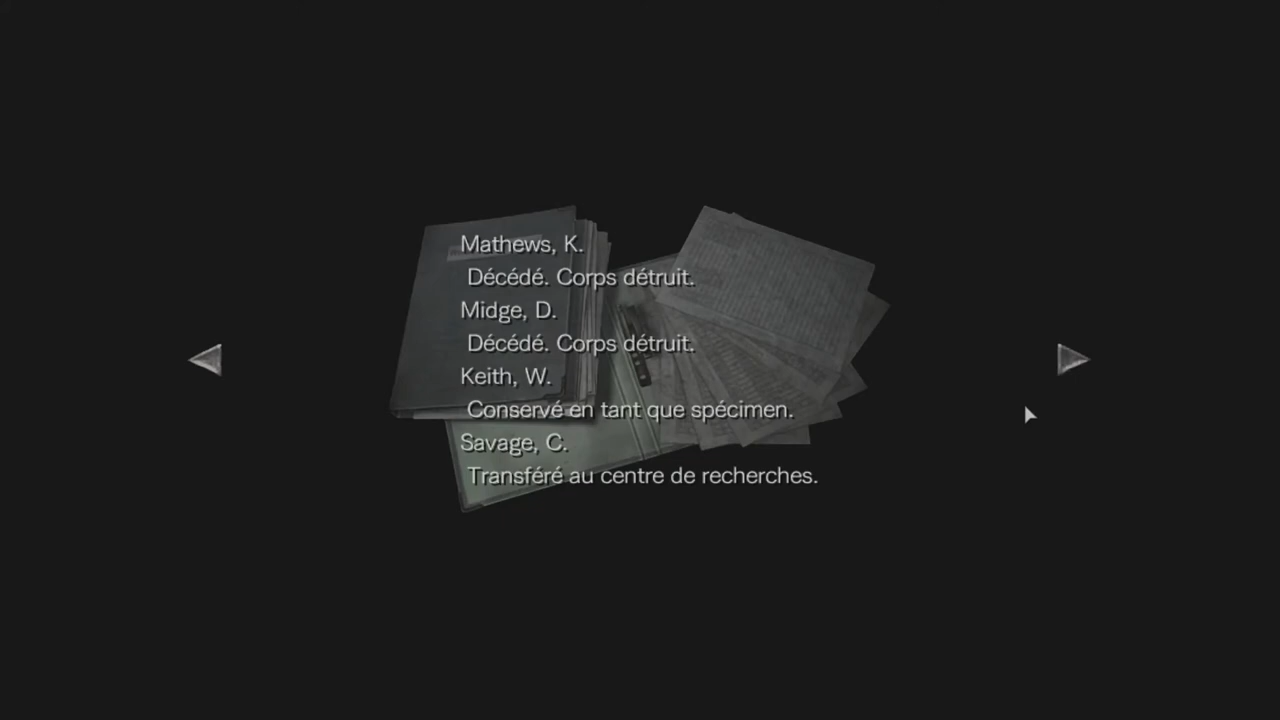 Mathews, K.
Décédé. Corps détruit.
Midge, D.
Décédé. Corps détruit.
Keith, W.
Conservé en tant que spécimen.
Savage, C.
Transféré au centre de recherches.